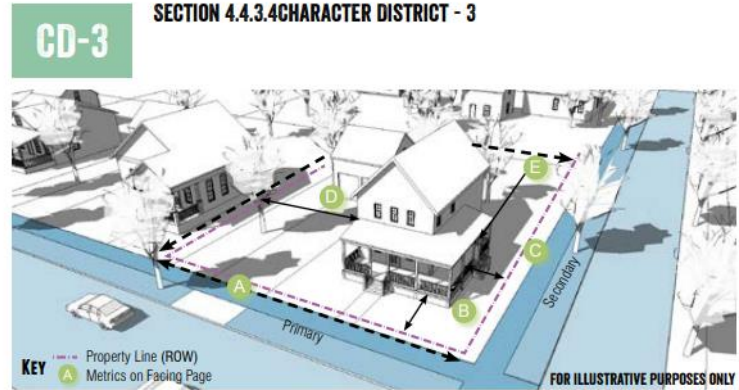 CD-3
SECTION 4.4.3.4CHARACTER DISTRICT - 3
D
E
A
C
B
Primary
Secondary
KEY
Property Line (ROW)
A Metrics on Facing Page
FOR ILLUSTRATIVE PURPOSES ONLY